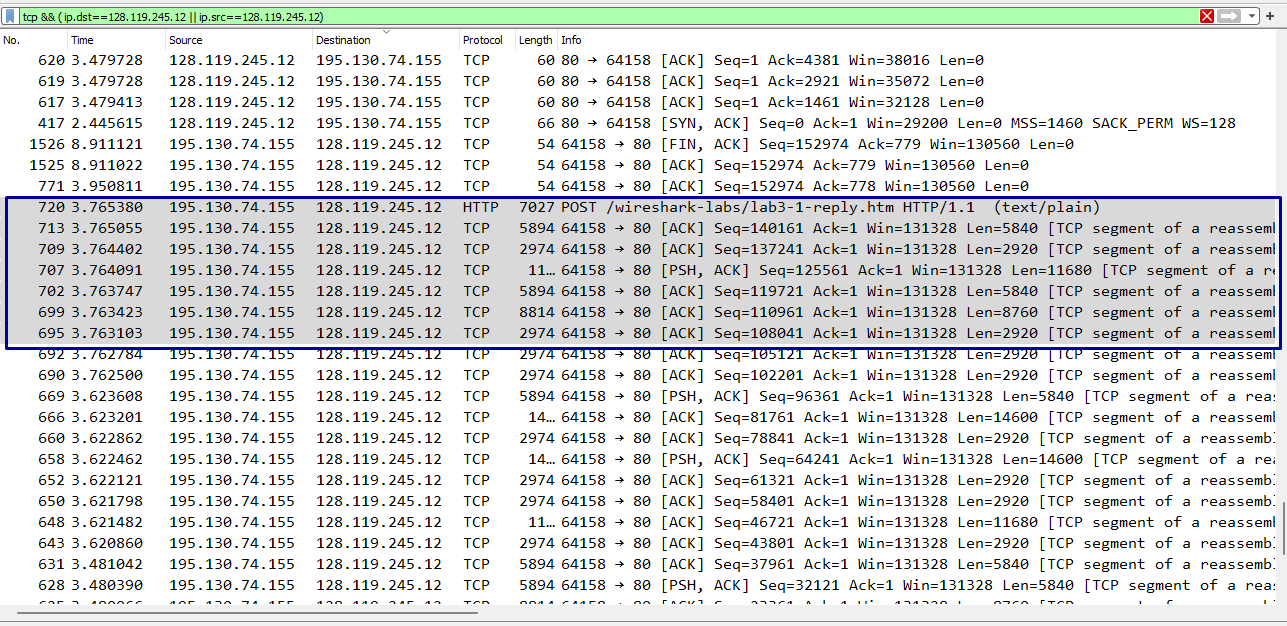 tcp && (ip.dst==128.119.245.12 || ip.src==128.119.245.12)
No. Time Source Destination Protocol Length Info
620 3.479728 128.119.245.12 195.130.74.155 TCP 60 80 → 64158 [ACK] Seq=1 Ack=4381 Win=38016 Len=0
619 3.479728 128.119.245.12 195.130.74.155 TCP 60 80 → 64158 [ACK] Seq=1 Ack=2921 Win=35072 Len=0
617 3.479413 128.119.245.12 195.130.74.155 TCP 60 80 → 64158 [ACK] Seq=1 Ack=1461 Win=32128 Len=0
417 2.445615 128.119.245.12 195.130.74.155 TCP 66 80 → 64158 [SYN, ACK] Seq=0 Ack=1 Win=29200 Len=0 MSS=1460 SACK_PERM WS=128
1526 8.911121 195.130.74.155 128.119.245.12 TCP 54 64158 → 80 [FIN, ACK] Seq=152974 Ack=779 Win=130560 Len=0
1525 8.911022 195.130.74.155 128.119.245.12 TCP 54 64158 → 80 [ACK] Seq=152974 Ack=779 Win=130560 Len=0
771 3.950811 195.130.74.155 128.119.245.12 TCP 54 64158 → 80 [ACK] Seq=152974 Ack=778 Win=130560 Len=0
720 3.765380 195.130.74.155 128.119.245.12 HTTP 7027 POST /wireshark-labs/lab3-1-reply.htm HTTP/1.1 (text/plain)
713 3.765055 195.130.74.155 128.119.245.12 TCP 5894 64158 → 80 [ACK] Seq=140161 Ack=1 Win=131328 Len=5840 [TCP segment of a reassemb
709 3.764402 195.130.74.155 128.119.245.12 TCP 2974 64158 → 80 [ACK] Seq=137241 Ack=1 Win=131328 Len=2920 [TCP segment of a reassemb
707 3.764091 195.130.74.155 128.119.245.12 TCP 11… 64158 → 80 [PSH, ACK] Seq=125561 Ack=1 Win=131328 Len=11680 [TCP segment of a re
702 3.763747 195.130.74.155 128.119.245.12 TCP 5894 64158 → 80 [ACK] Seq=119721 Ack=1 Win=131328 Len=5840 [TCP segment of a reassemb
699 3.763423 195.130.74.155 128.119.245.12 TCP 8814 64158 → 80 [ACK] Seq=110961 Ack=1 Win=131328 Len=8760 [TCP segment of a reassemb
695 3.763103 195.130.74.155 128.119.245.12 TCP 2974 64158 → 80 [ACK] Seq=108041 Ack=1 Win=131328 Len=2920 [TCP segment of a reassemb
692 3.762784 195.130.74.155 128.119.245.12 TCP 2974 64158 → 80 [ACK] Seq=105121 Ack=1 Win=131328 Len=2920 [TCP segment of a reassemb
690 3.762500 195.130.74.155 128.119.245.12 TCP 2974 64158 → 80 [ACK] Seq=102201 Ack=1 Win=131328 Len=2920 [TCP segment of a reassemb
669 3.623608 195.130.74.155 128.119.245.12 TCP 5894 64158 → 80 [PSH, ACK] Seq=96361 Ack=1 Win=131328 Len=5840 [TCP segment of a reas
666 3.623201 195.130.74.155 128.119.245.12 TCP 14… 64158 → 80 [ACK] Seq=81761 Ack=1 Win=131328 Len=14600 [TCP segment of a reassemb
660 3.622862 195.130.74.155 128.119.245.12 TCP 2974 64158 → 80 [ACK] Seq=78841 Ack=1 Win=131328 Len=2920 [TCP segment of a reassembl
658 3.622462 195.130.74.155 128.119.245.12 TCP 14… 64158 → 80 [PSH, ACK] Seq=64241 Ack=1 Win=131328 Len=14600 [TCP segment of a rea
652 3.622121 195.130.74.155 128.119.245.12 TCP 2974 64158 → 80 [ACK] Seq=61321 Ack=1 Win=131328 Len=2920 [TCP segment of a reassembl
650 3.621798 195.130.74.155 128.119.245.12 TCP 2974 64158 → 80 [ACK] Seq=58401 Ack=1 Win=131328 Len=2920 [TCP segment of a reassembl
648 3.621482 195.130.74.155 128.119.245.12 TCP 11… 64158 → 80 [ACK] Seq=46721 Ack=1 Win=131328 Len=11680 [TCP segment of a reassemb
643 3.620860 195.130.74.155 128.119.245.12 TCP 2974 64158 → 80 [ACK] Seq=43801 Ack=1 Win=131328 Len=2920 [TCP segment of a reassembl
631 3.481042 195.130.74.155 128.119.245.12 TCP 5894 64158 → 80 [ACK] Seq=37961 Ack=1 Win=131328 Len=5840 [TCP segment of a reassembl
628 3.480390 195.130.74.155 128.119.245.12 TCP 5894 64158 → 80 [PSH, ACK] Seq=32121 Ack=1 Win=131328 Len=5840 [TCP segment of a reas